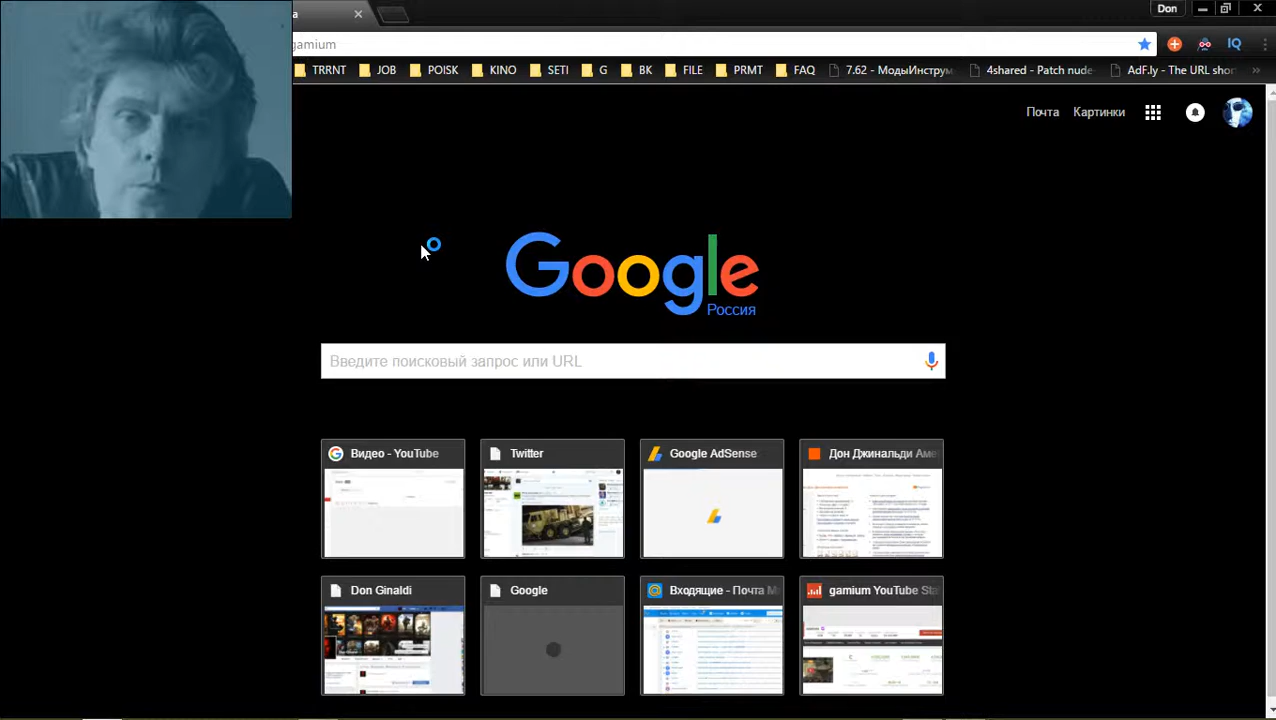 a
Don
gamium
TRRNT
JOB
POISK
KINO
SETI
G
BK
FILE
PRMT
FAQ
7.62 - МодыИнструм
4shared - Patch nude
AdF.ly - The URL shor
»
IQ
Почта
Картинки
Google
Россия
Введите поисковый запрос или URL
Видео - YouTube
Twitter
Google AdSense
Дон Джинальди Аме
Don Ginaldi
Google
Входящие - Почта M
gamium YouTube Sta